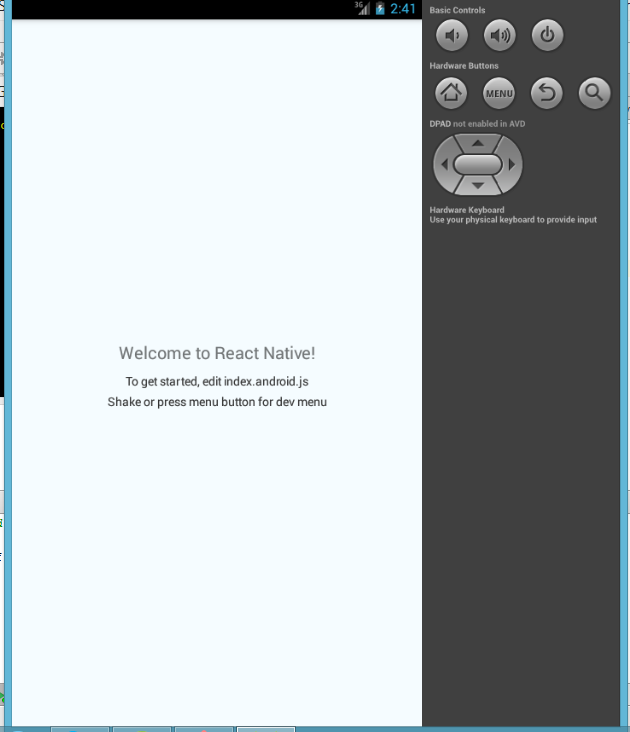 3G 2:41
Basic Controls
Hardware Buttons
MENU
DPAD not enabled in AVD
Hardware Keyboard
Use your physical keyboard to provide input
Welcome to React Native!
To get started, edit index.android.js
Shake or press menu button for dev menu